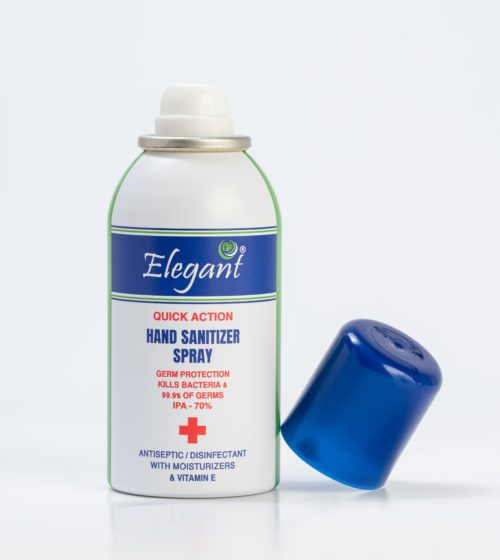 Elegant®
QUICK ACTION
HAND SANITIZER
SPRAY
GERM PROTECTION
KILLS BACTERIA &
99.9% OF GERMS
IPA - 70%
ANTISEPTIC / DISINFECTANT
WITH MOISTURIZERS
& VITAMIN E